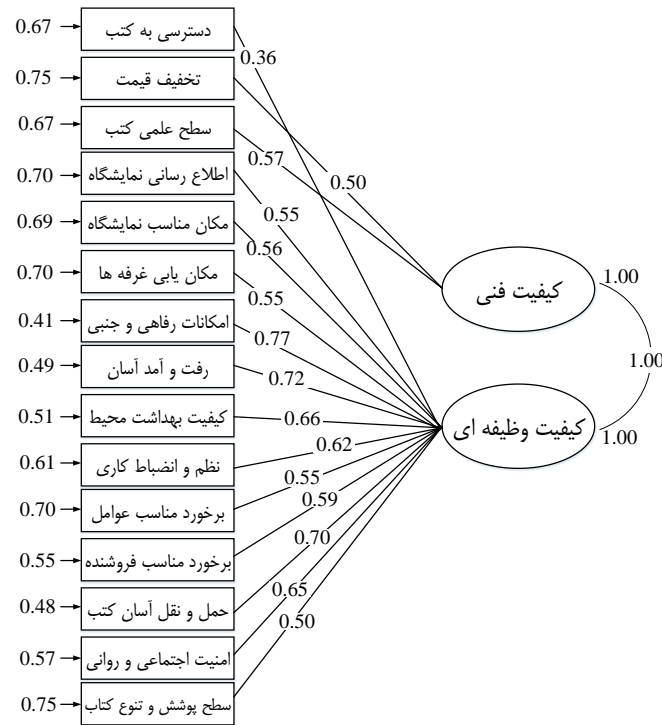 0.67
دسترسی به کتب
0.36
0.75
تخفیف قیمت
0.50
0.67
سطح علمی کتب
0.57
0.70
اطلاع رسانی نمایشگاه
0.55
0.69
مکان مناسب نمایشگاه
0.56
0.70
مکان یابی غرفه ها
0.55
0.41
امکانات رفاهی و جنبی
0.77
0.49
رفت و آمد آسان
0.72
0.51
کیفیت بهداشت محیط
0.66
0.61
نظم و انضباط کاری
0.62
0.70
برخورد مناسب عوامل
0.55
0.55
برخورد مناسب فروشنده
0.59
0.48
حمل و نقل آسان کتب
0.70
0.57
امنیت اجتماعی و روانی
0.65
0.75
سطح پوشش و تنوع کتاب
0.50
کیفیت فنی
1.00
1.00
کیفیت وظیفه ای
1.00